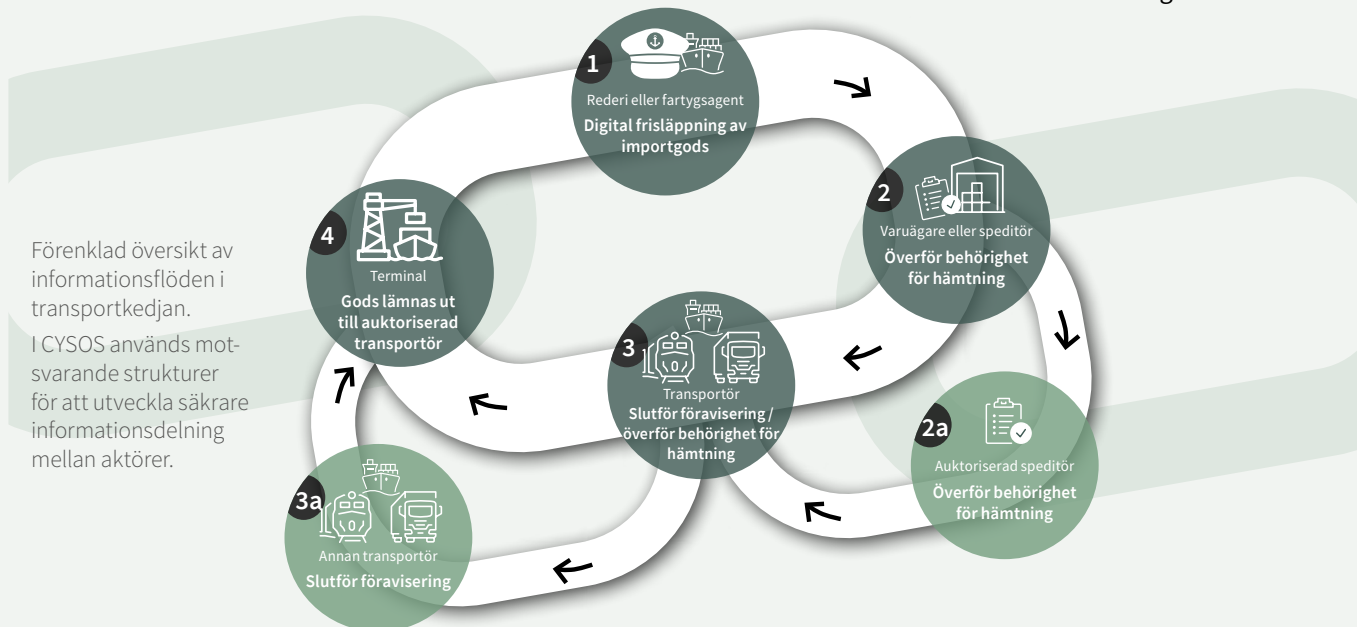 1
Rederi eller fartygsagent
Digital frisläppning av
importgods
2
Varuägare eller speditör
Överför behörighet
för hämtning
4
Terminal
Gods lämnas ut
till auktoriserad
transportör
Förenklad översikt av
informationsflöden i
transportkedjan.
I CYSOS används mot-
svarande strukturer
för att utveckla säkrare
informationsdelning
mellan aktörer.
3
Transportör
Slutför föravisering /
överför behörighet för
hämtning
2a
Auktoriserad speditör
Överför behörighet
för hämtning
3a
Annan transportör
Slutför föravisering